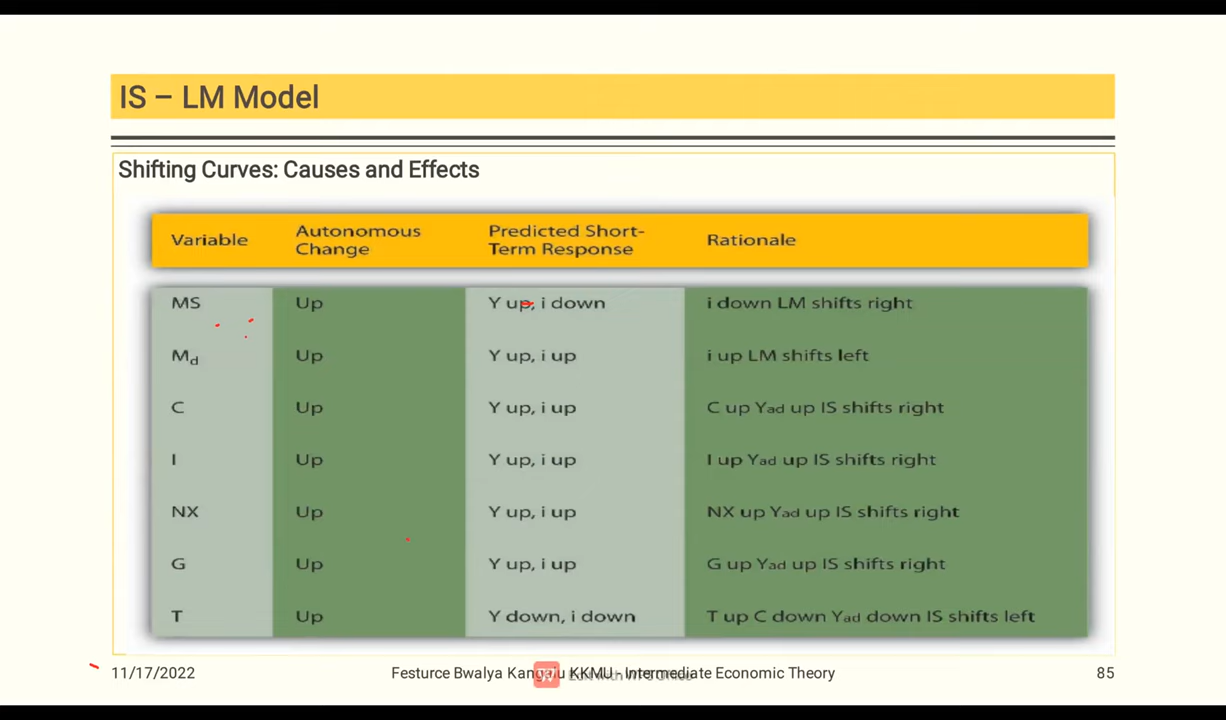 IS – LM Model
Shifting Curves: Causes and Effects
Variable Autonomous Change Predicted Short-Term Response Rationale
MS Up Y up, i down i down LM shifts right
Md Up Y up, i up i up LM shifts left
C Up Y up, i up C up Yad up IS shifts right
I Up Y up, i up I up Yad up IS shifts right
NX Up Y up, i up NX up Yad up IS shifts right
G Up Y up, i up G up Yad up IS shifts right
T Up Y down, i down T up C down Yad down IS shifts left
11/17/2022 Festurce Bwalya KKMU - Intermediate Economic Theory 85